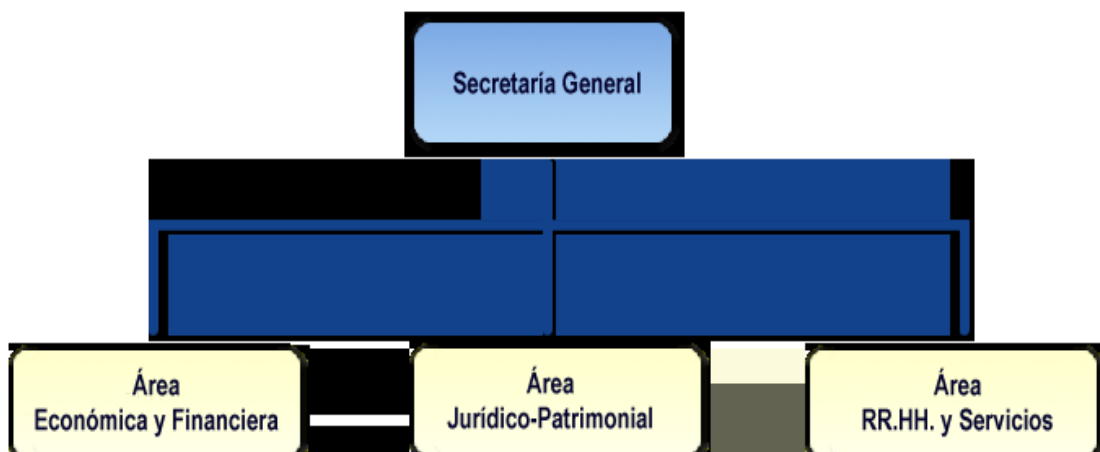 Secretaría General
Área
Económica y Financiera
Área
Jurídico-Patrimonial
Área
RR.HH. y Servicios